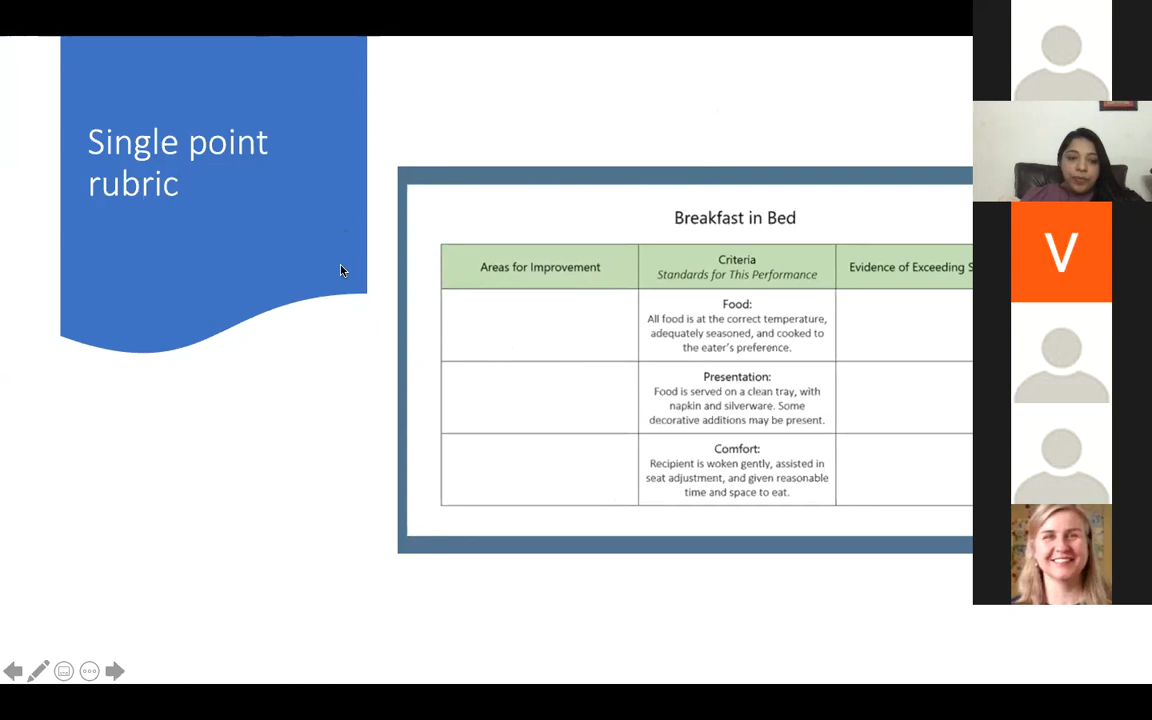 Single point
rubric
Breakfast in Bed
Areas for Improvement
Criteria
Standards for This Performance
Evidence of Exceeding S
Food:
All food is at the correct temperature,
adequately seasoned, and cooked to
the eater's preference.
Presentation:
Food is served on a clean tray, with
napkin and silverware. Some
decorative additions may be present.
Comfort:
Recipient is woken gently, assisted in
seat adjustment, and given reasonable
time and space to eat.
V